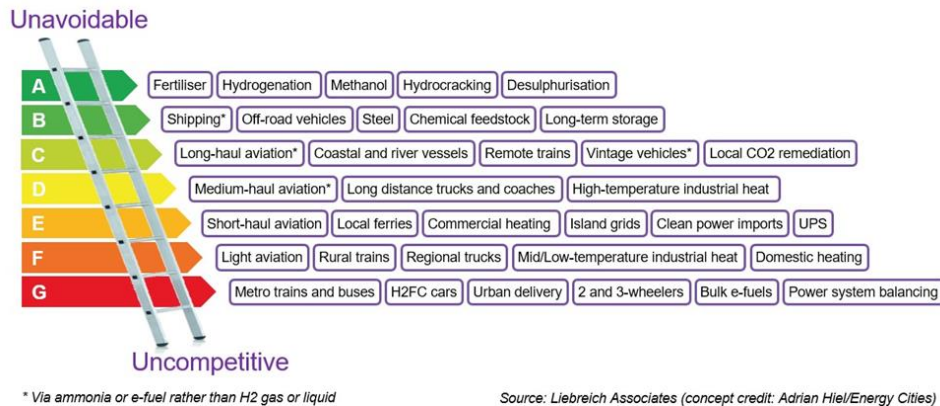 Unavoidable
A Fertiliser Hydrogenation Methanol Hydrocracking Desulphurisation
B Shipping* Off-road vehicles Steel Chemical feedstock Long-term storage
C Long-haul aviation* Coastal and river vessels Remote trains Vintage vehicles* Local CO2 remediation
D Medium-haul aviation* Long distance trucks and coaches High-temperature industrial heat
E Short-haul aviation Local ferries Commercial heating Island grids Clean power imports UPS
F Light aviation Rural trains Regional trucks Mid/Low-temperature industrial heat Domestic heating
G Metro trains and buses H2FC cars Urban delivery 2 and 3-wheelers Bulk e-fuels Power system balancing
Uncompetitive
* Via ammonia or e-fuel rather than H2 gas or liquid Source: Liebreich Associates (concept credit: Adrian Hiel/Energy Cities)